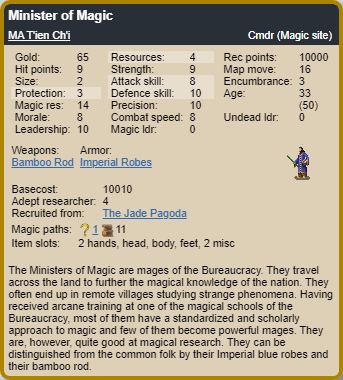 Minister of Magic
MA T'ien Ch'i Cmdr (Magic site)
Gold: 65 Resources: 4 Rec points: 10000
Hit points: 9 Strength: 9 Map move: 16
Size: 2 Attack skill: 8 Encumbrance: 3
Protection: 3 Defence skill: 10 Age: 33
Magic res: 14 Precision: 10 (50)
Morale: 8 Combat speed: 8 Undead ldr: 0
Leadership: 10 Magic ldr: 0
Weapons: Armor:
Bamboo Rod Imperial Robes
Basecost: 10010
Adept researcher: 4
Recruited from: The Jade Pagoda
Magic paths: ? 1 11
Item slots: 2 hands, head, body, feet, 2 misc
The Ministers of Magic are mages of the Bureaucracy. They travel
across the land to further the magical knowledge of the nation. They
often end up in remote villages studying strange phenomena. Having
received arcane training at one of the magical schools of the
Bureaucracy, most of them have a standardized and scholarly
approach to magic and few of them become powerful mages. They
are, however, quite good at magical research. They can be
distinguished from the common folk by their Imperial blue robes and
their bamboo rod.